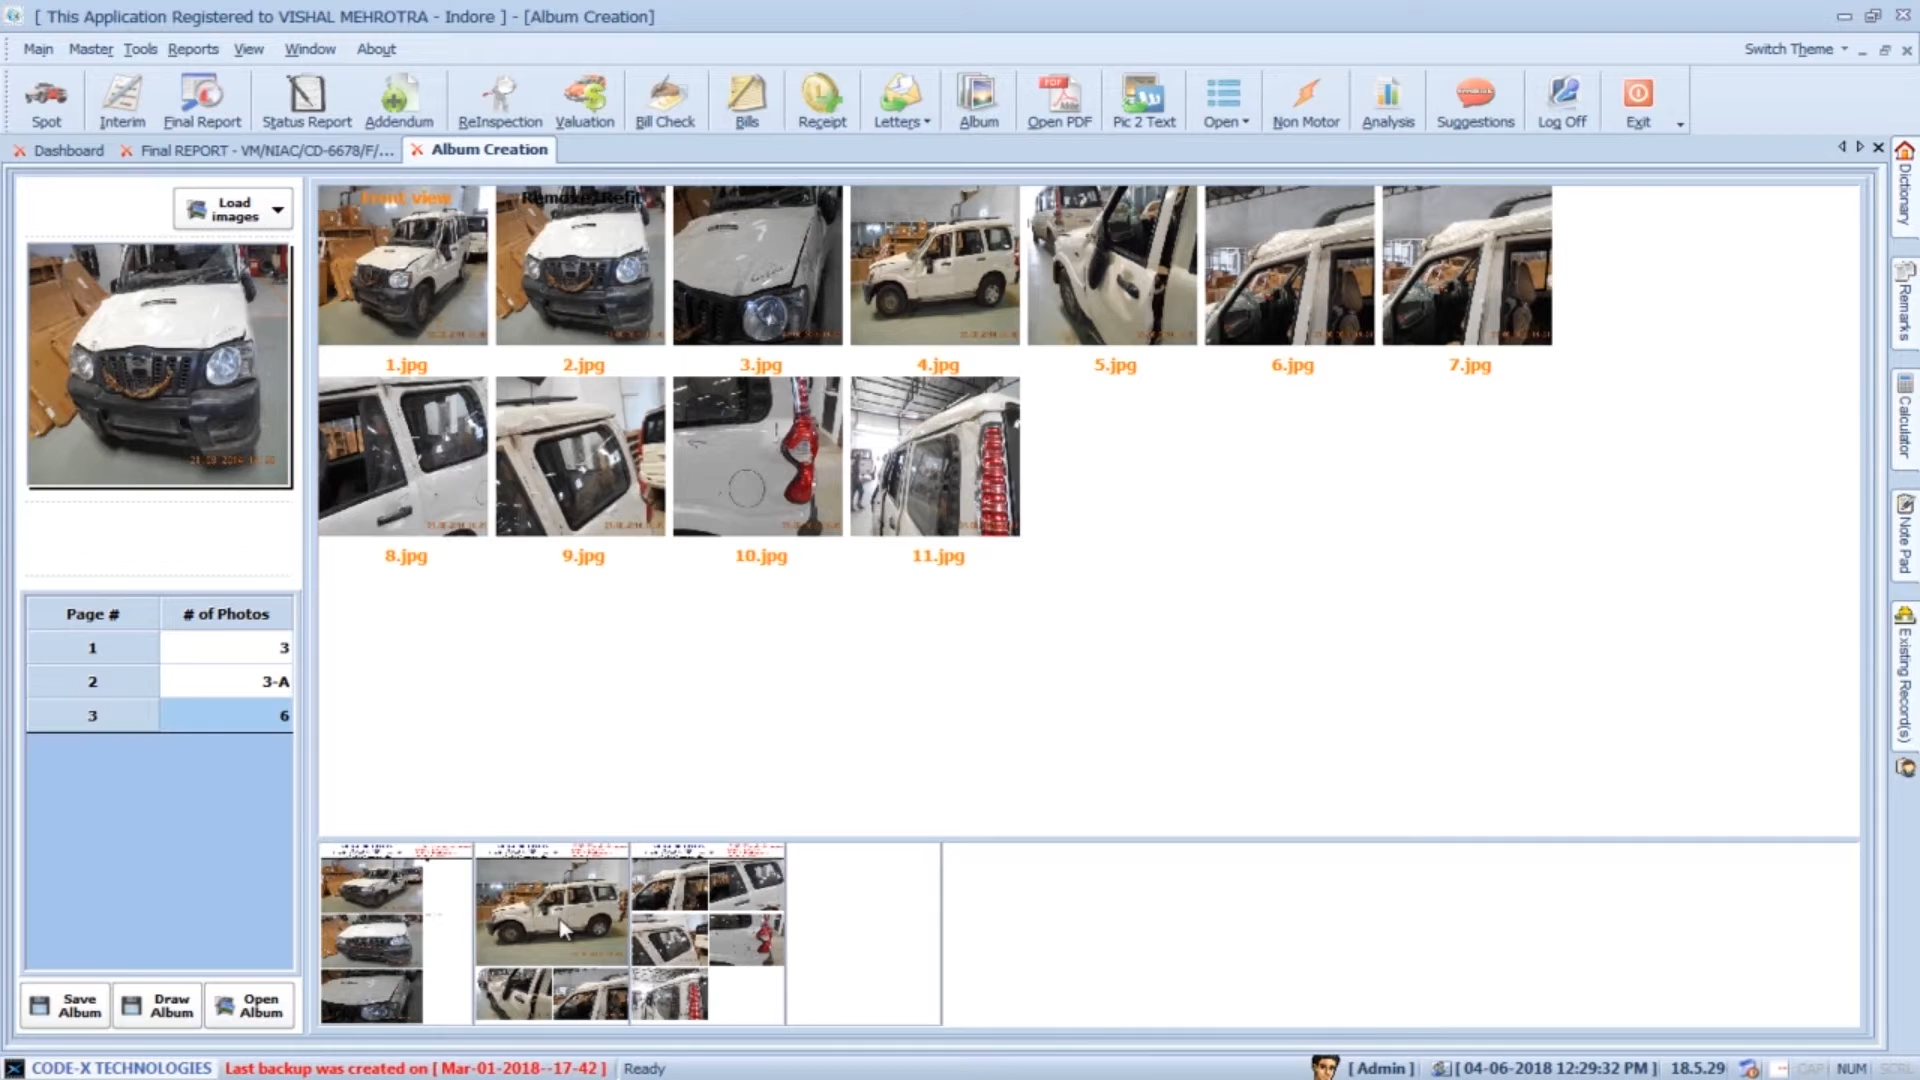 [ This Application Registered to VISHAL MEHROTRA - Indore ] - [Album Creation]
Main Master Tools Reports View Window About Switch Theme
Spot Interim Final Report Status Report Addendum ReInspection Valuation Bill Check Bills Receipt Letters Album Open PDF Pic 2 Text Open Non Motor Analysis Suggestions Log Off Exit
Dashboard Final REPORT - VM/NIAC/CD-6678/F/... Album Creation
Load
images
Front view
1.jpg 2.jpg 3.jpg 4.jpg 5.jpg 6.jpg 7.jpg
8.jpg 9.jpg 10.jpg 11.jpg
Page # # of Photos
1 3
2 3-A
3 6
Save
Album
Draw
Album
Open
Album
Dictionary
Remarks
Calculator
Note Pad
Existing Record(s)
CODE-X TECHNOLOGIES Last backup was created on [ Mar-01-2018--17-42 ] Ready [ Admin ] [ 04-06-2018 12:29:32 PM ] 18.5.29 CAP NUM SCRL